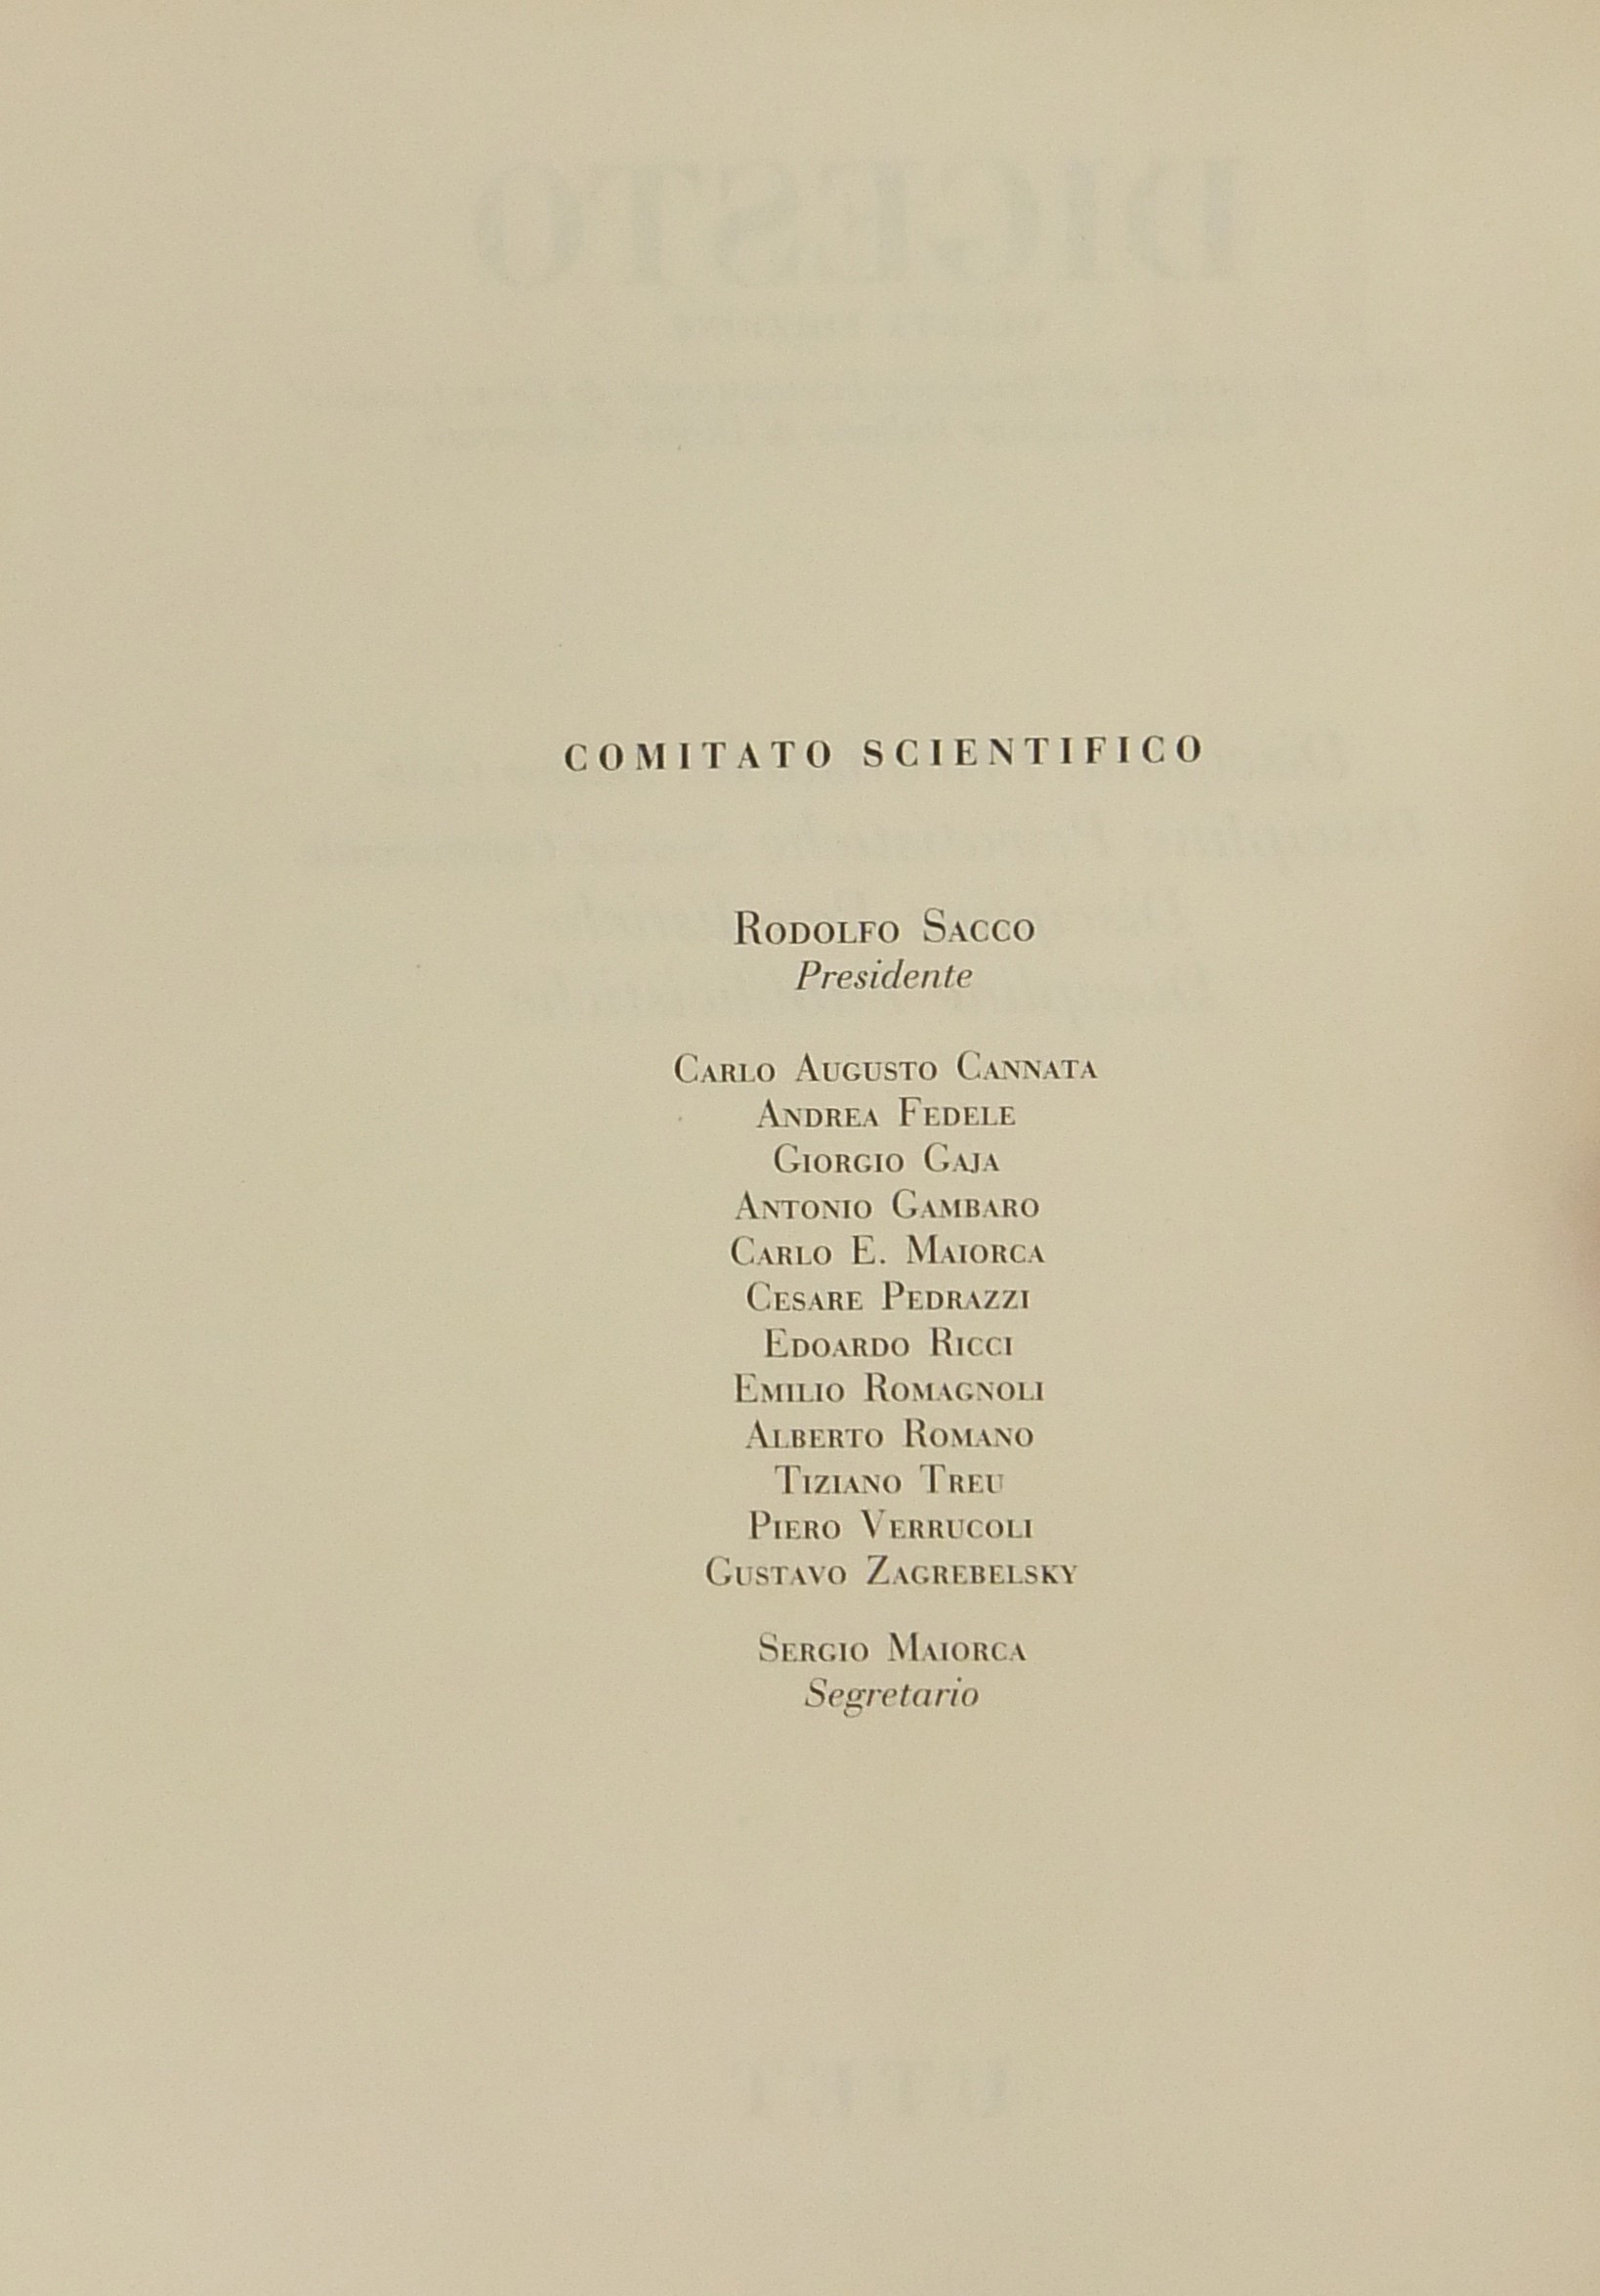 COMITATO SCIENTIFICO
RODOLFO SACCO
Presidente
CARLO AUGUSTO CANNATA
ANDREA FEDELE
GIORGIO GAJA
ANTONIO GAMBARO
CARLO E. MAIORCA
CESARE PEDRAZZI
EDOARDO RICCI
EMILIO ROMAGNOLI
ALBERTO ROMANO
TIZIANO TREU
PIERO VERRUCOLI
GUSTAVO ZAGREBELSKY
SERGIO MAIORCA
Segretario